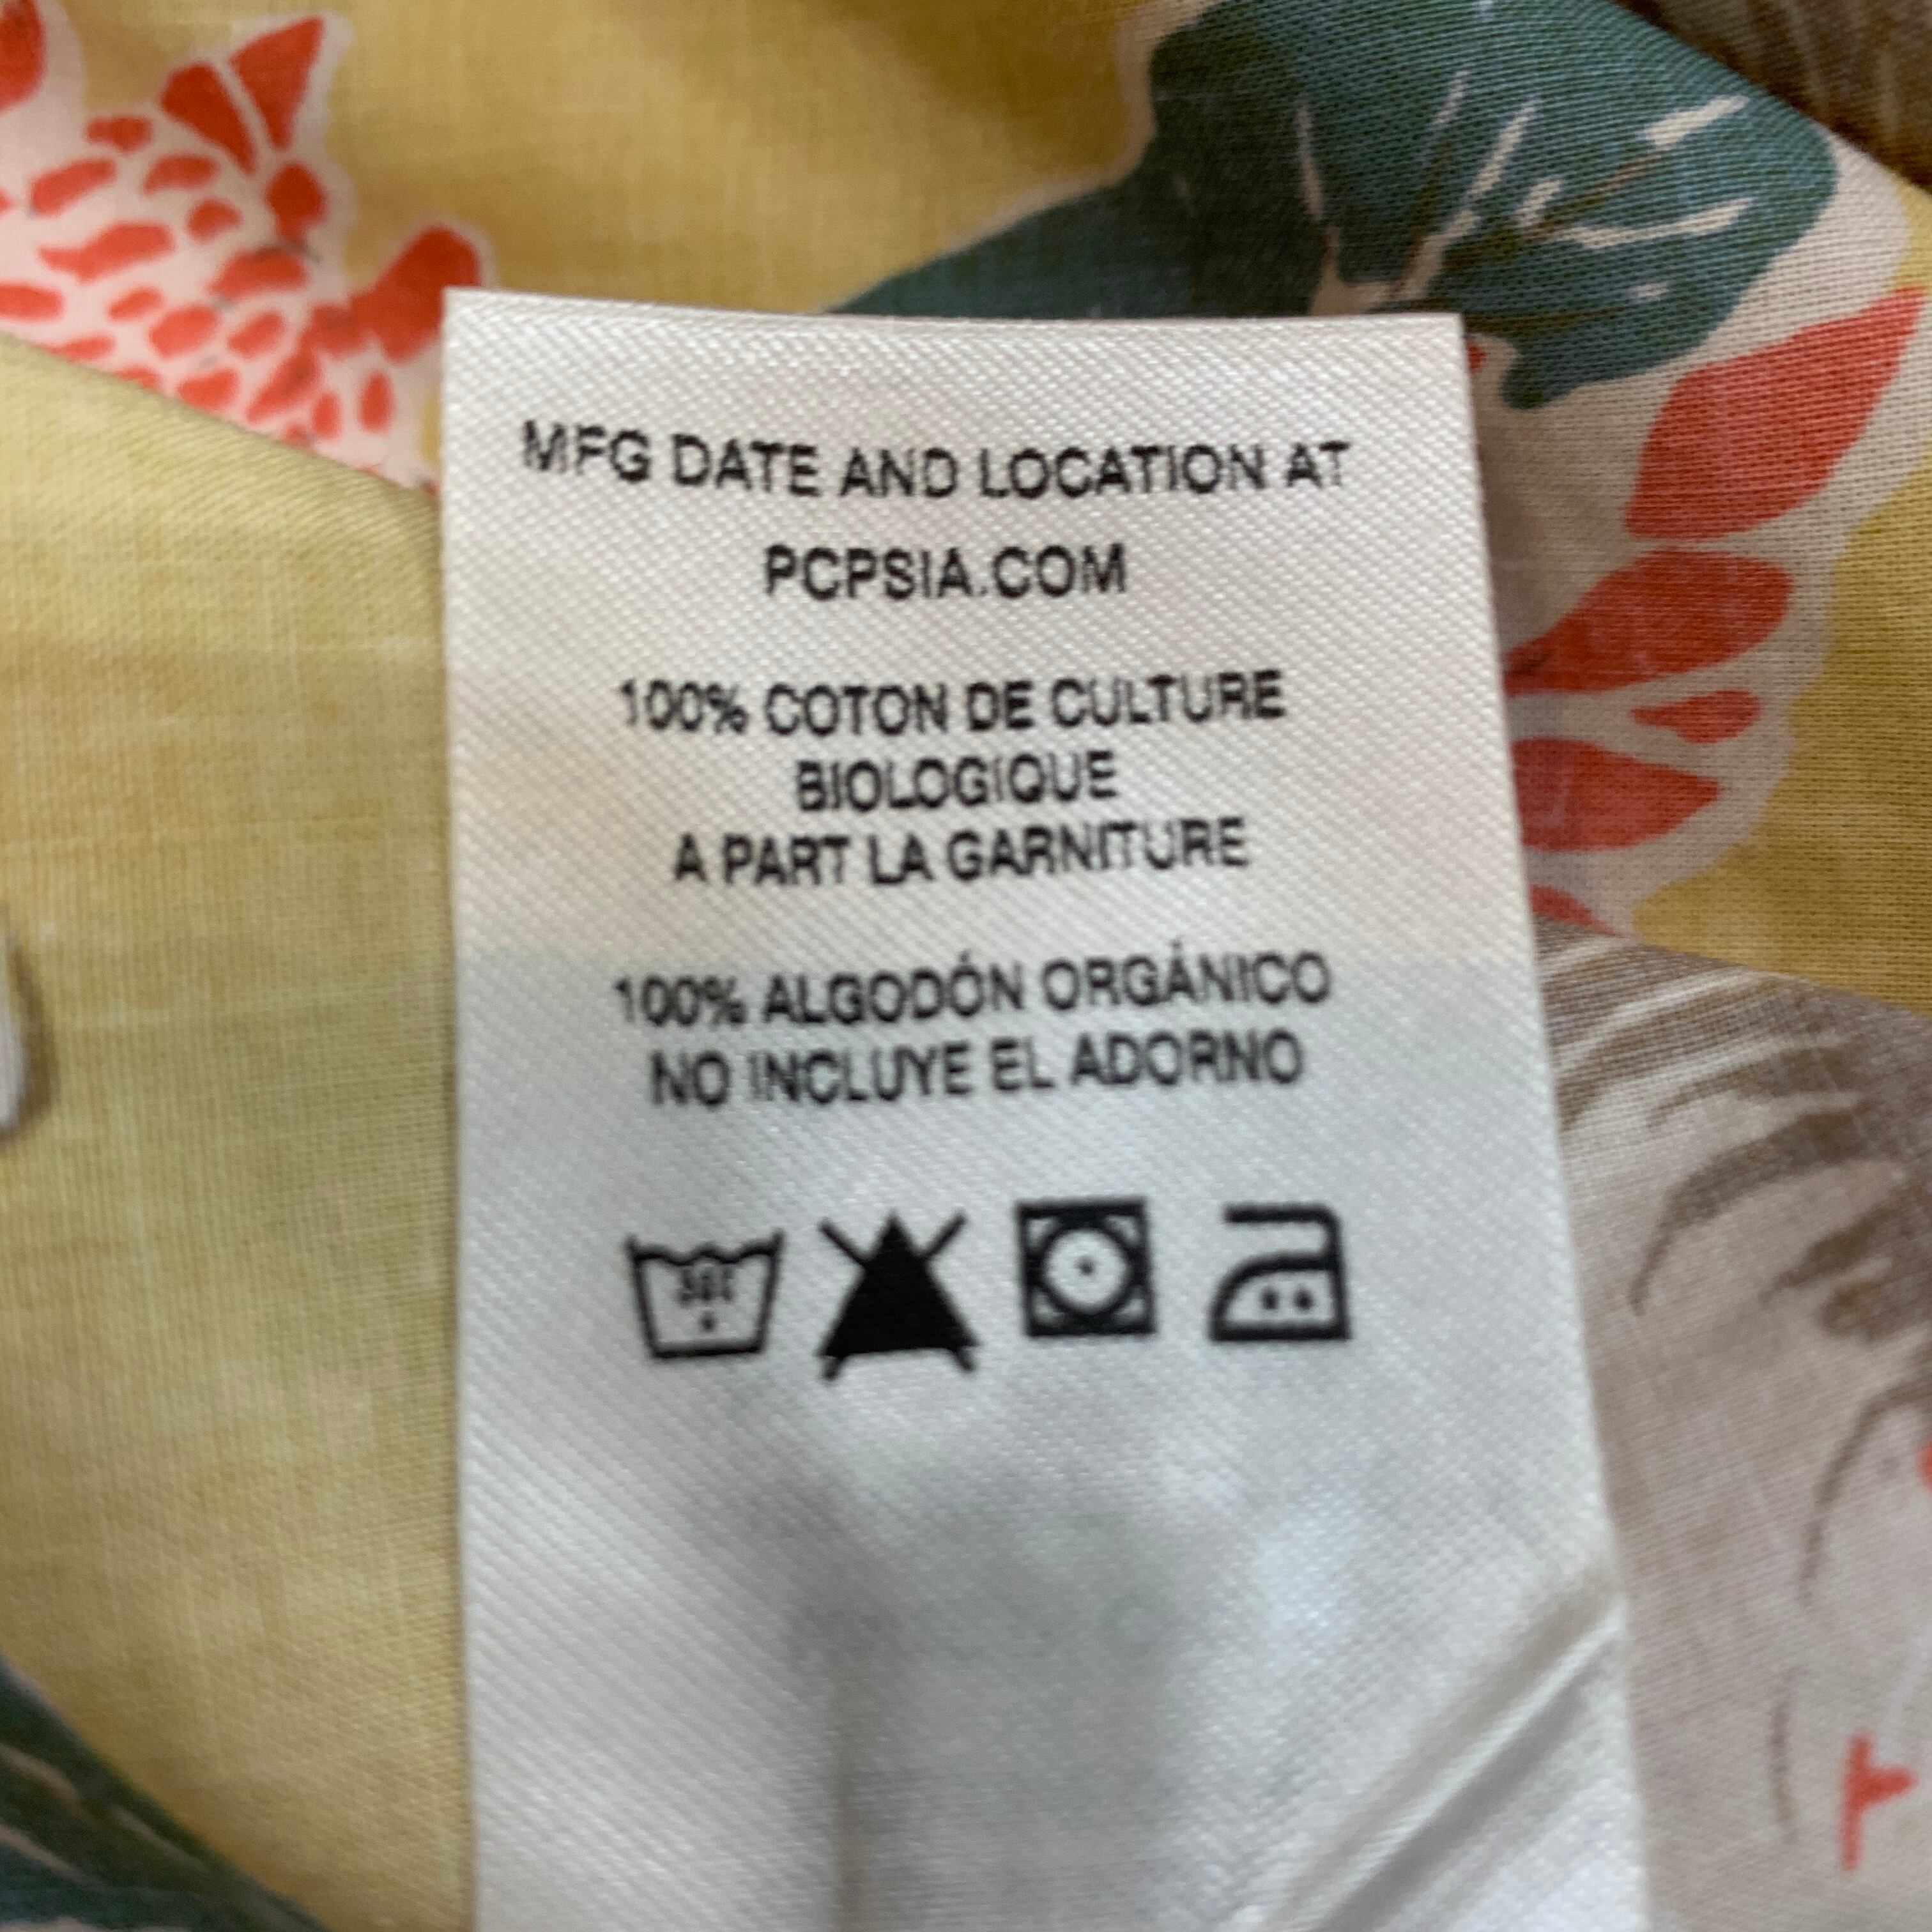 MFG DATE AND LOCATION AT
PCPSIA.COM
100% COTON DE CULTURE
BIOLOGIQUE
A PART LA GARNITURE
100% ALGODÓN ORGÁNICO
NO INCLUYE EL ADORNO